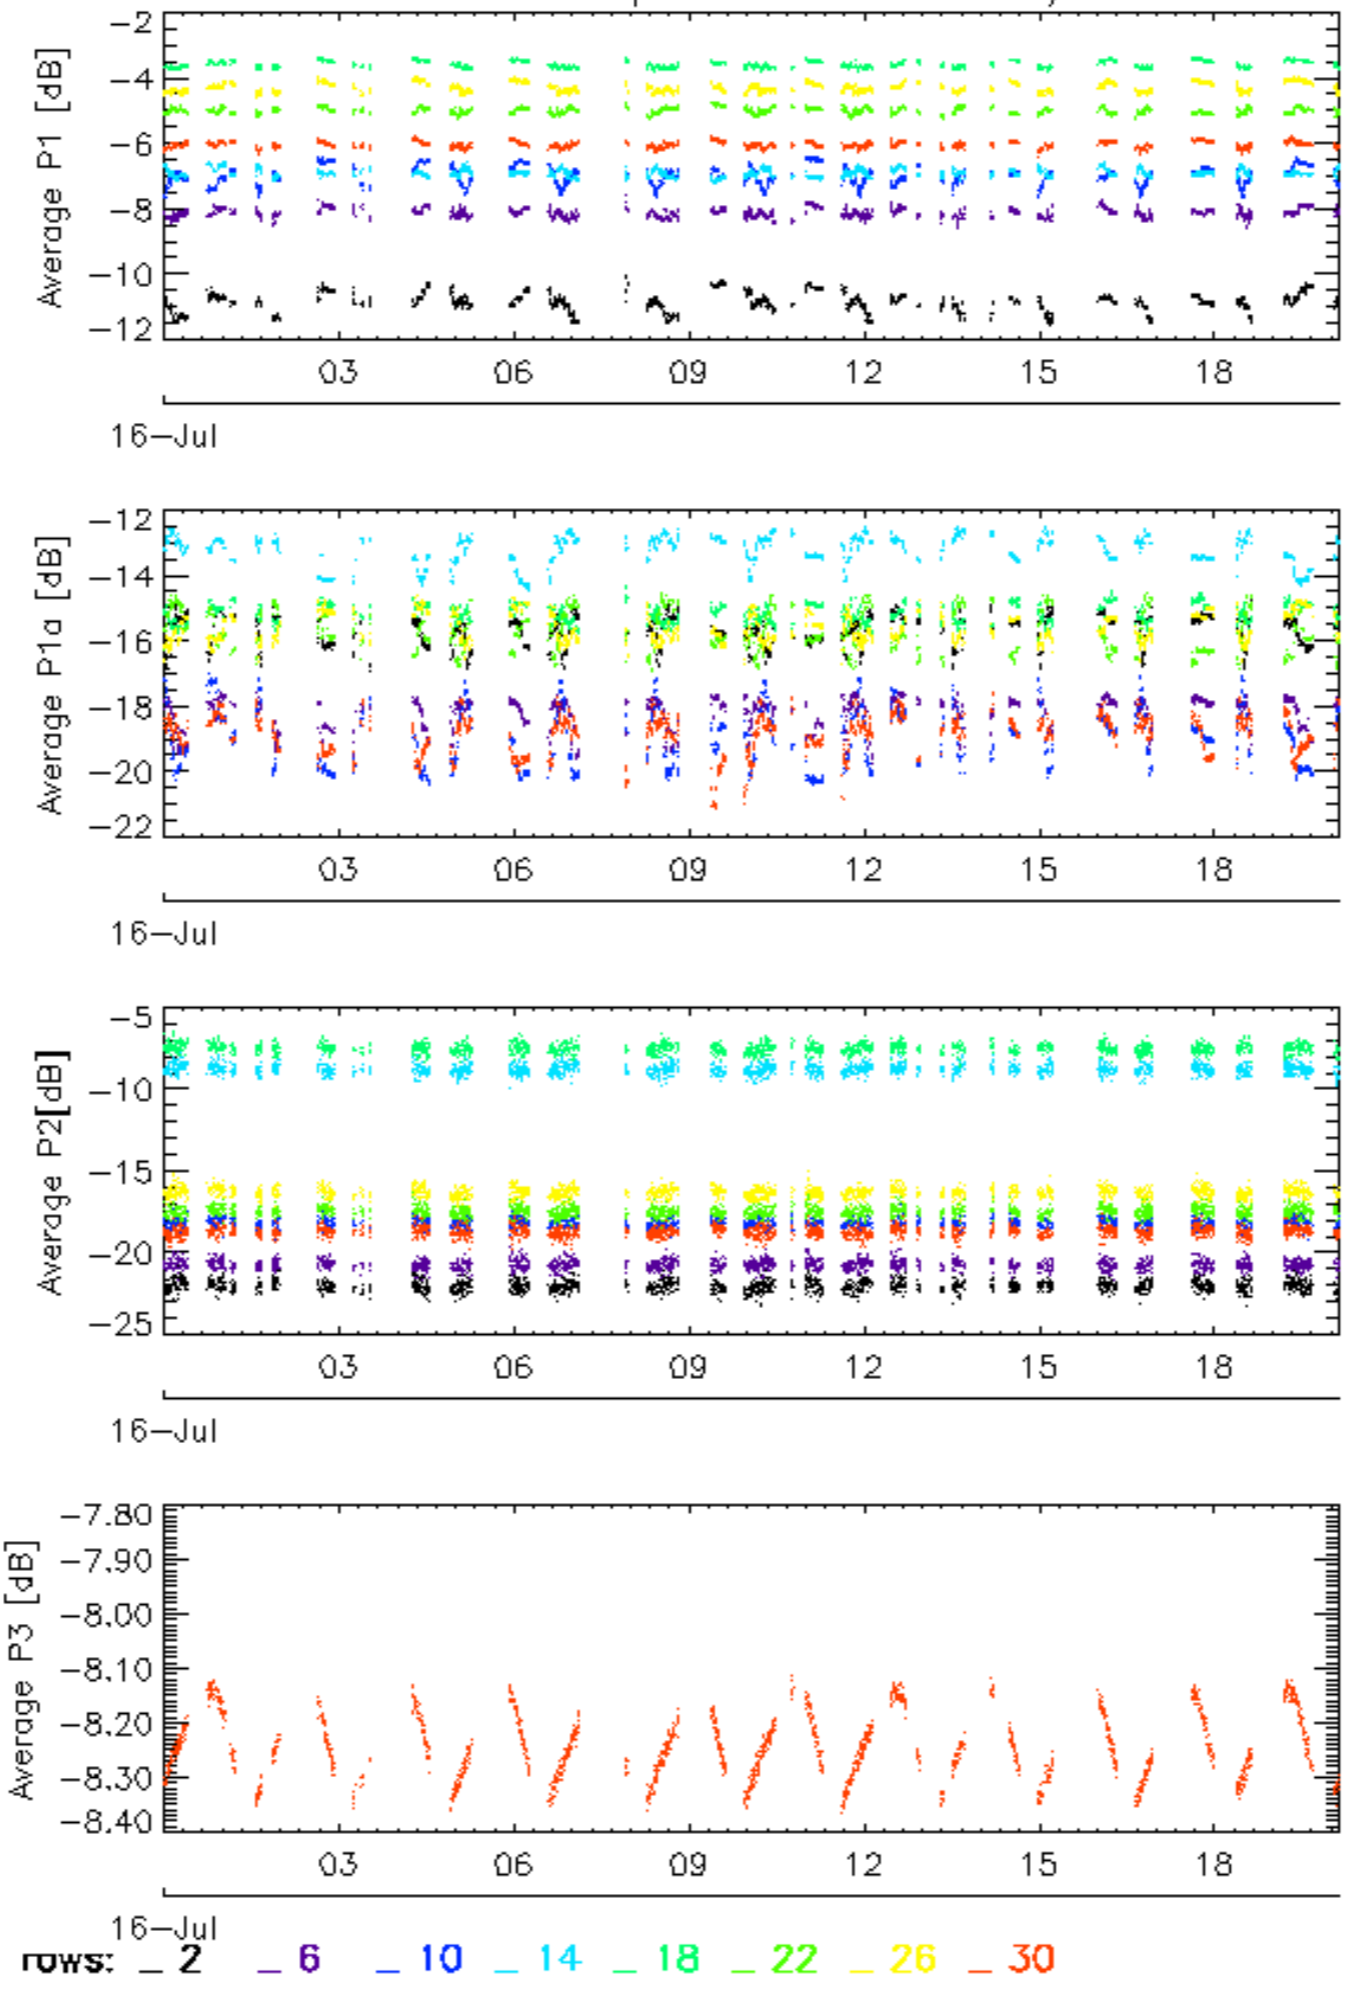 −2
−4
−6
−8
−10
−12
Average P1 [dB]
03 06 09 12 15 18
16−Jul
−12
−14
−16
−18
−20
−22
Average P1a [dB]
03 06 09 12 15 18
16−Jul
−5
−10
−15
−20
−25
Average P2[dB]
03 06 09 12 15 18
16−Jul
−7.80
−7.90
−8.00
−8.10
−8.20
−8.30
−8.40
Average P3 [dB]
03 06 09 12 15 18
16−Jul
rows: _ 2 _ 6 _ 10 _ 14 _ 18 _ 22 _ 26 _ 30